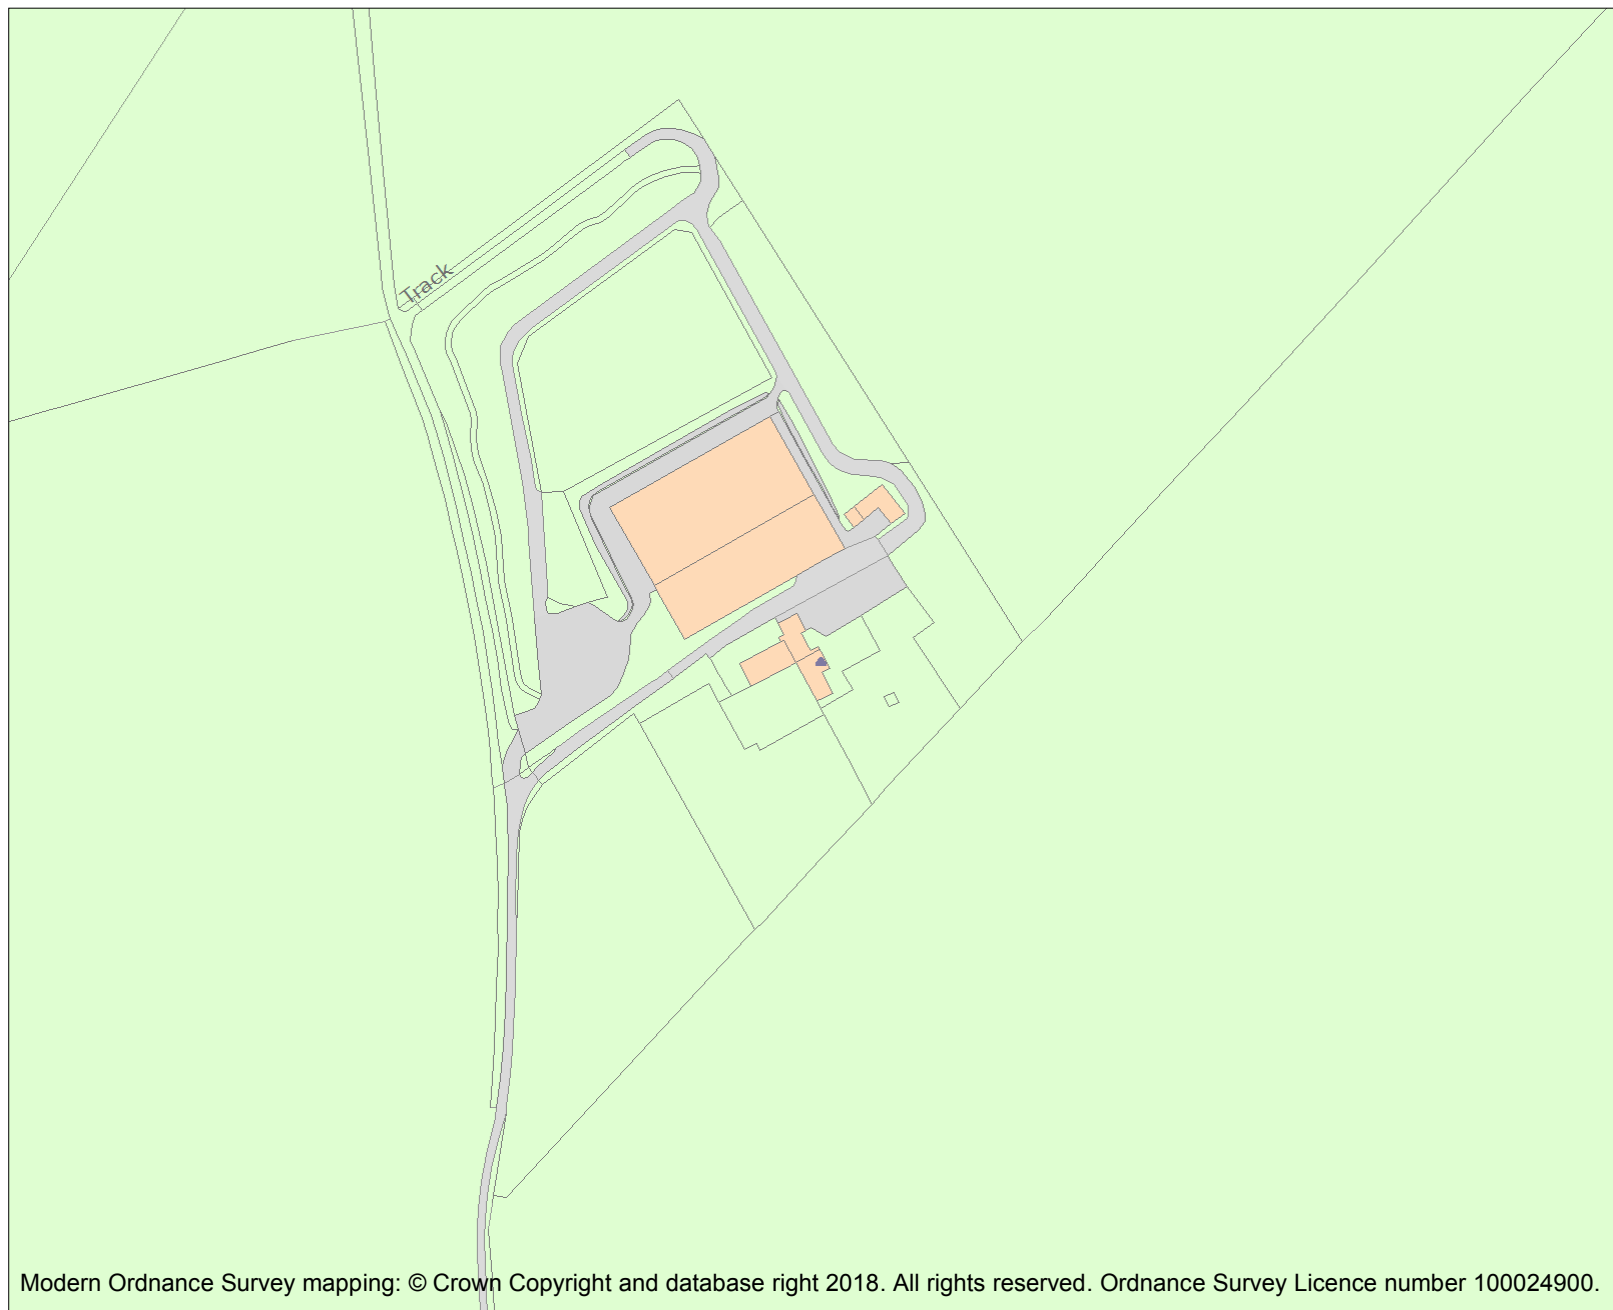 Track
Modern Ordnance Survey mapping: © Crown Copyright and database right 2018. All rights reserved. Ordnance Survey Licence number 100024900.